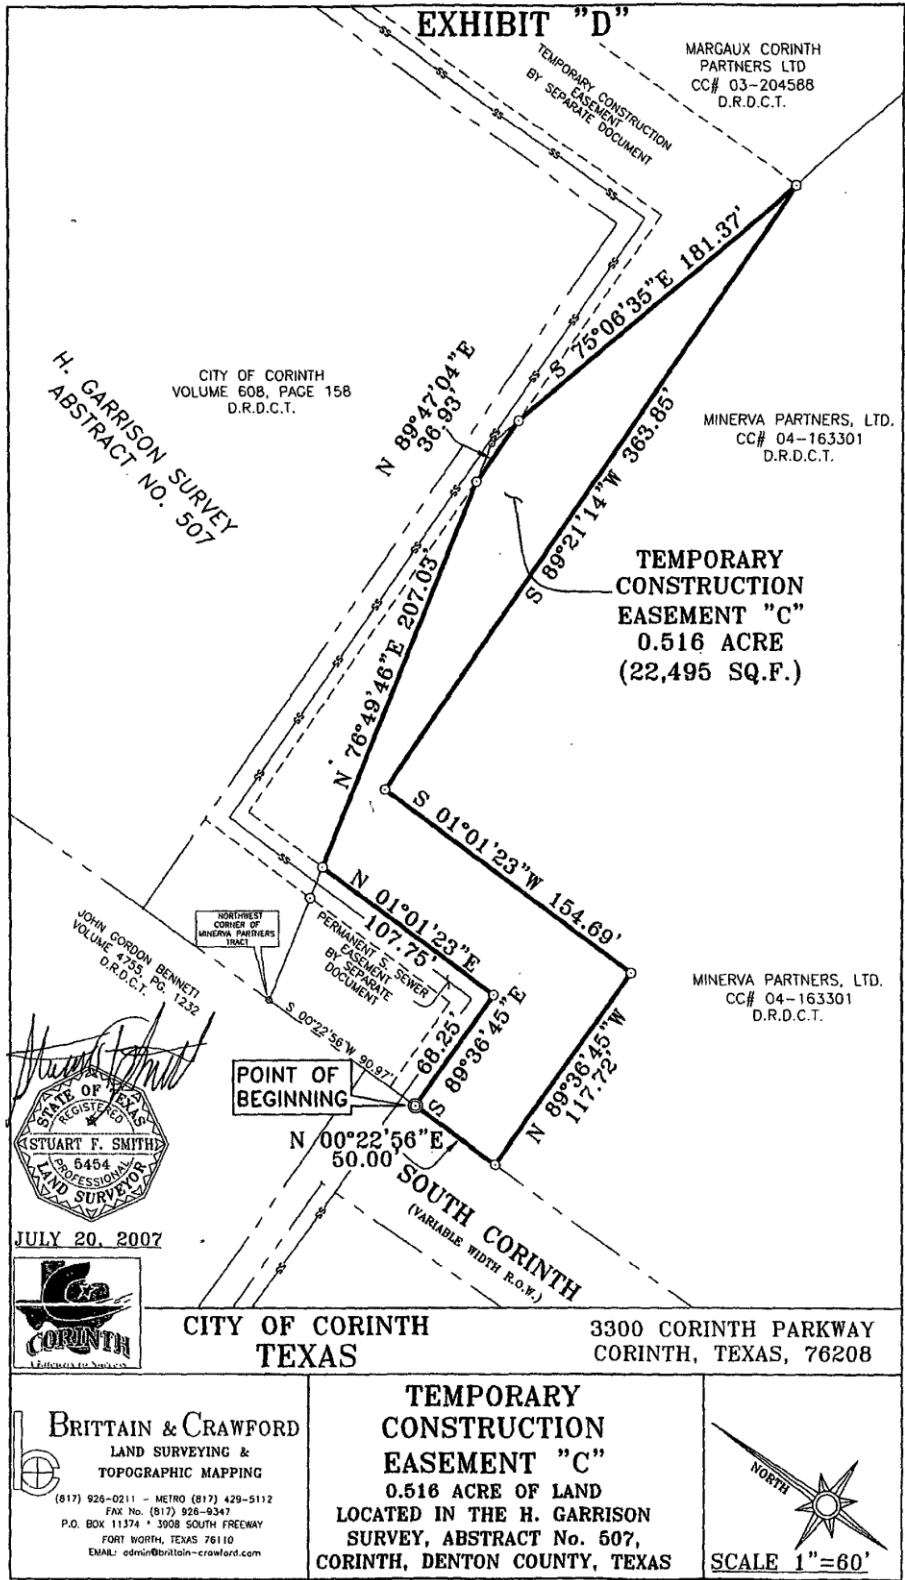 EXHIBIT "D"
MARGAUX CORINTH
PARTNERS LTD
CC# 03-204588
D.R.D.C.T.
TEMPORARY CONSTRUCTION
EASEMENT
BY SEPARATE DOCUMENT
S 75°06'35"E 181.37'
N 89°47'04"E
36.93'
CITY OF CORINTH
VOLUME 608, PAGE 158
D.R.D.C.T.
H. GARRISON SURVEY
ABSTRACT NO. 507
MINERVA PARTNERS, LTD.
CC# 04-163301
D.R.D.C.T.
S 89°21'14"W 363.85'
TEMPORARY
CONSTRUCTION
EASEMENT "C"
0.516 ACRE
(22,495 SQ.F.)
N 76°49'46"E 207.03'
S 01°01'23"W 154.69'
N 01°01'23"E
107.75'
NORTHWEST
CORNER OF
MINERVA PARTNERS
TRACT
PERMANENT S. SEWER
EASEMENT
BY SEPARATE
DOCUMENT
JOHN GORDON BENNETT
VOLUME 4755, PG. 1232
D.R.D.C.T.
MINERVA PARTNERS, LTD.
CC# 04-163301
D.R.D.C.T.
S 00°22'56"W 90.97'
68.25'
S 89°36'45"E
N 89°36'45"W
117.72'
POINT OF
BEGINNING
N 00°22'56"E
50.00'
SOUTH CORINTH
(VARIABLE WIDTH R.O.W.)
STATE OF TEXAS
REGISTERED
STUART F. SMITH
5454
PROFESSIONAL
LAND SURVEYOR
JULY 20, 2007
CORINTH
CITY OF CORINTH
TEXAS
3300 CORINTH PARKWAY
CORINTH, TEXAS, 76208
BRITTAIN & CRAWFORD
LAND SURVEYING &
TOPOGRAPHIC MAPPING
(817) 926-0211 - METRO (817) 429-5112
FAX No. (817) 926-9347
P.O. BOX 11374 * 3908 SOUTH FREEWAY
FORT WORTH, TEXAS 76110
EMAIL: admin@brittain-crawford.com
TEMPORARY
CONSTRUCTION
EASEMENT "C"
0.516 ACRE OF LAND
LOCATED IN THE H. GARRISON
SURVEY, ABSTRACT No. 507,
CORINTH, DENTON COUNTY, TEXAS
NORTH
SCALE 1"=60'